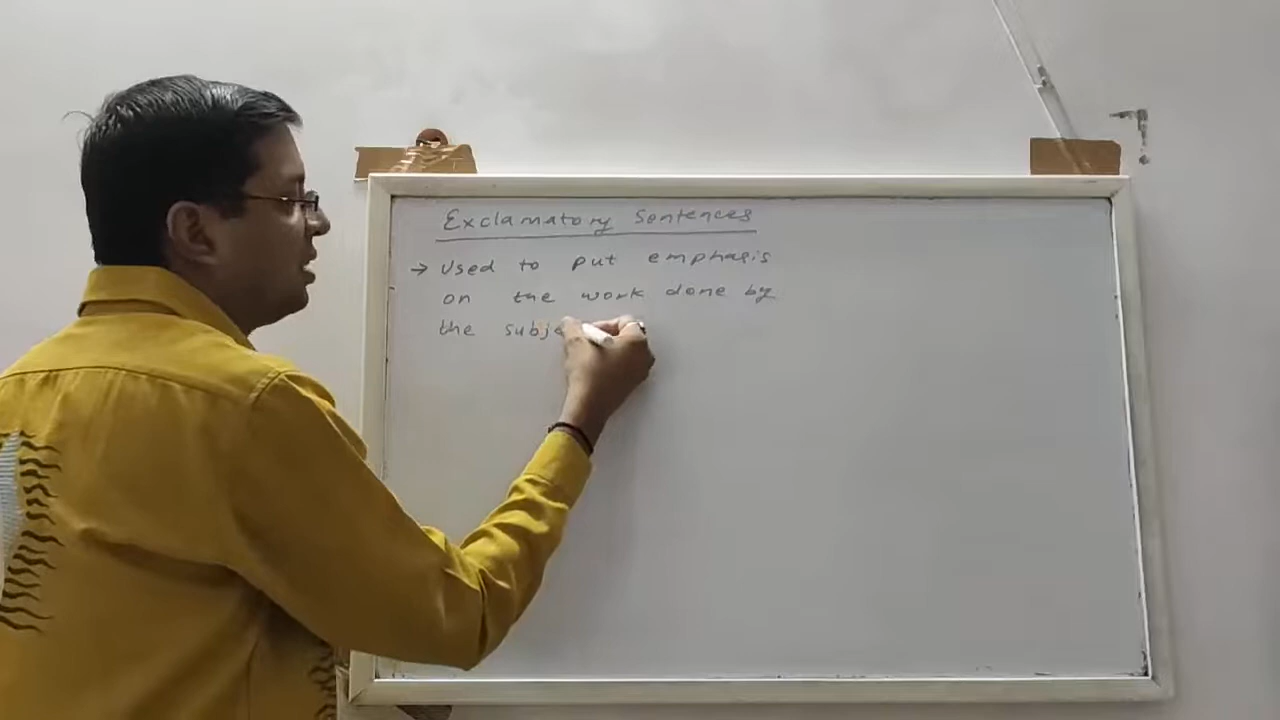 Exclamatory Sentences
→ Used to put emphasis
on the work done by
the subje